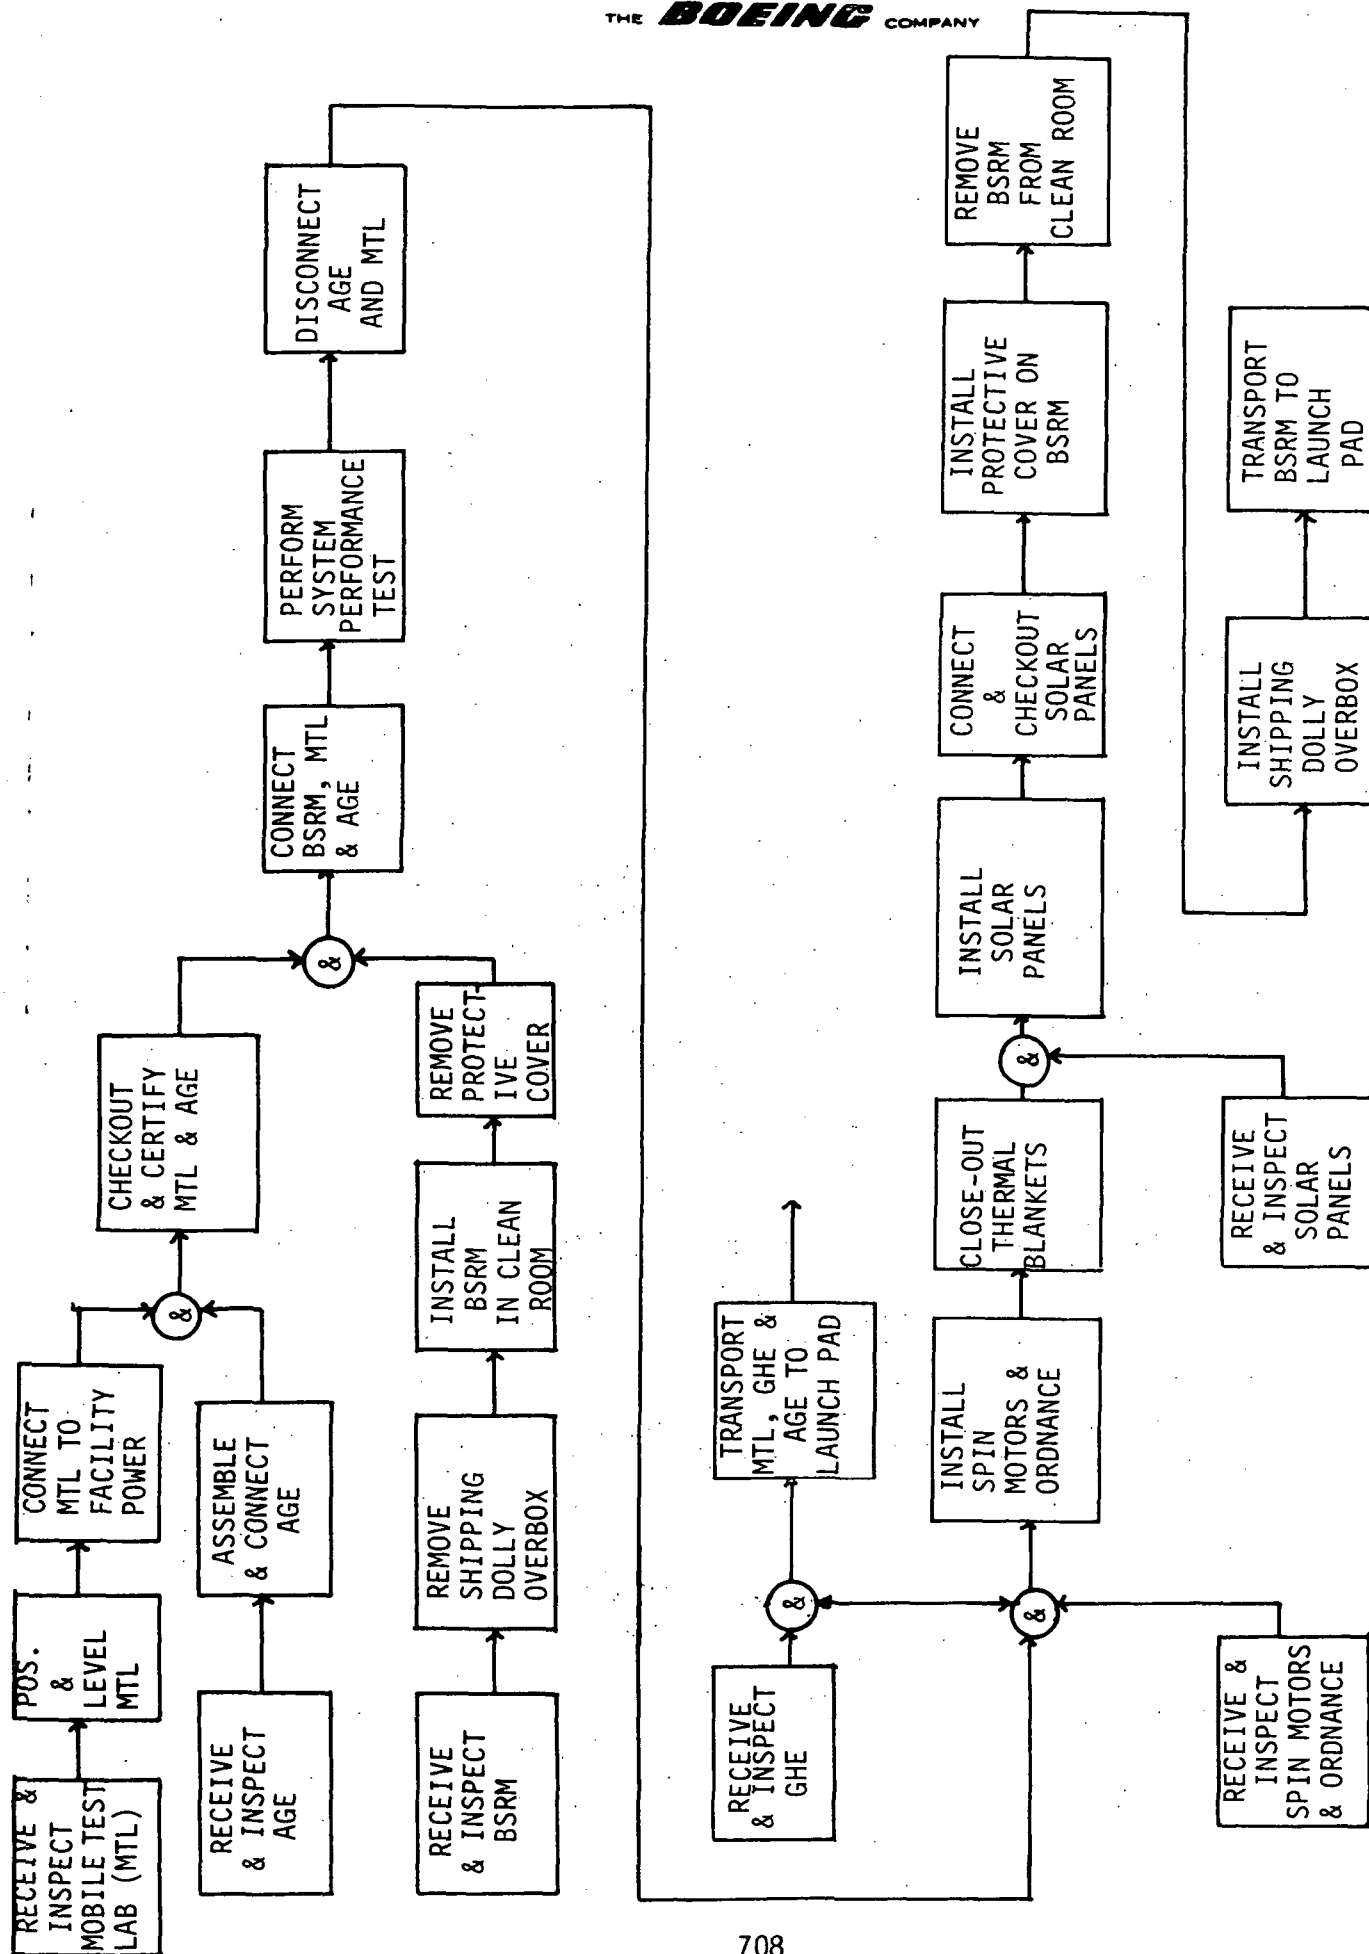 THE BOEING COMPANY
RECEIVE &
INSPECT
MOBILE TEST
LAB (MTL)
POS.
&
LEVEL
MTL
CONNECT
MTL TO
FACILITY
POWER
RECEIVE
& INSPECT
AGE
ASSEMBLE
& CONNECT
AGE
&
CHECKOUT
& CERTIFY
MTL & AGE
RECEIVE
& INSPECT
BSRM
REMOVE
SHIPPING
DOLLY
OVERBOX
INSTALL
BSRM
IN CLEAN
ROOM
REMOVE
PROTECT-
IVE
COVER
&
CONNECT
BSRM, MTL
& AGE
PERFORM
SYSTEM
PERFORMANCE
TEST
DISCONNECT
AGE
AND MTL
RECEIVE
& INSPECT
GHE
&
TRANSPORT
MTL, GHE &
AGE TO
LAUNCH PAD
RECEIVE &
INSPECT
SPIN MOTORS
& ORDNANCE
&
INSTALL
SPIN
MOTORS &
ORDNANCE
CLOSE-OUT
THERMAL
BLANKETS
RECEIVE
& INSPECT
SOLAR
PANELS
&
INSTALL
SOLAR
PANELS
CONNECT
&
CHECKOUT
SOLAR
PANELS
INSTALL
PROTECTIVE
COVER ON
BSRM
REMOVE
BSRM
FROM
CLEAN ROOM
INSTALL
SHIPPING
DOLLY
OVERBOX
TRANSPORT
BSRM TO
LAUNCH
PAD
708